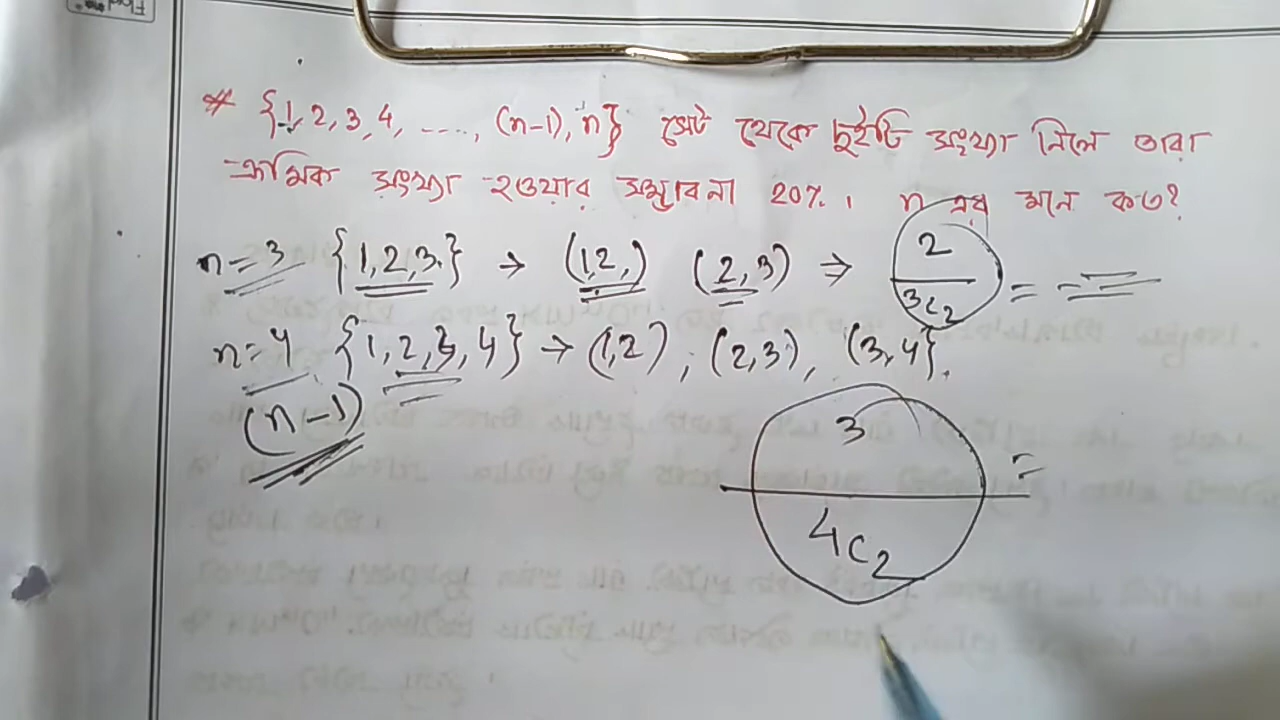 * {1, 2, 3, 4, ...., (n-1), n} সেট থেকে দুইটি সংখ্যা নিলে তারা
ক্রমিক সংখ্যা হওয়ার সম্ভাবনা 20%। n এর মান কত?
n = 3 {1,2,3} → (1,2,) (2,3) ⇒ 2/³C₂ = - =
n = 4 {1,2,3,4} → (1,2), (2,3), (3,4}.
(n-1)
3/4C₂ =